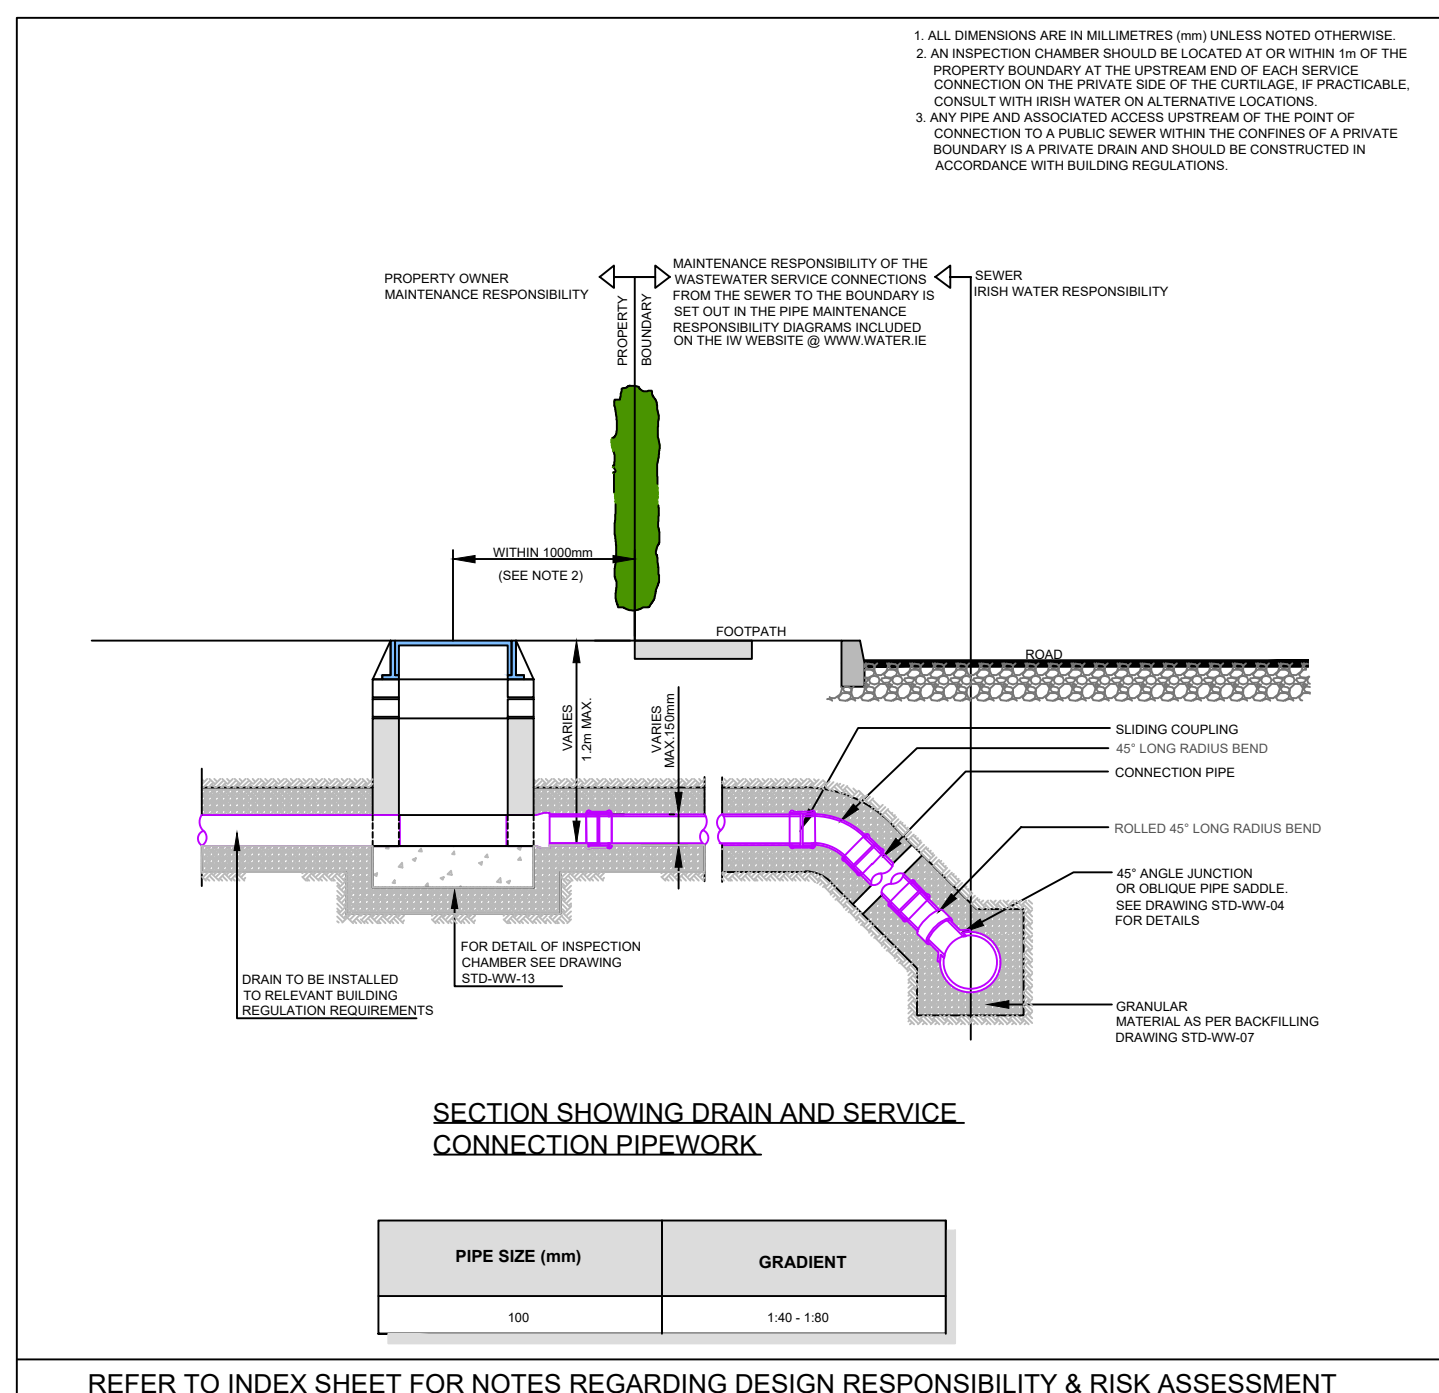 1. ALL DIMENSIONS ARE IN MILLIMETRES (mm) UNLESS NOTED OTHERWISE.
2. AN INSPECTION CHAMBER SHOULD BE LOCATED AT OR WITHIN 1m OF THE
PROPERTY BOUNDARY AT THE UPSTREAM END OF EACH SERVICE
CONNECTION ON THE PRIVATE SIDE OF THE CURTILAGE, IF PRACTICABLE,
CONSULT WITH IRISH WATER ON ALTERNATIVE LOCATIONS.
3. ANY PIPE AND ASSOCIATED ACCESS UPSTREAM OF THE POINT OF
CONNECTION TO A PUBLIC SEWER WITHIN THE CONFINES OF A PRIVATE
BOUNDARY IS A PRIVATE DRAIN AND SHOULD BE CONSTRUCTED IN
ACCORDANCE WITH BUILDING REGULATIONS.
PROPERTY OWNER
MAINTENANCE RESPONSIBILITY
PROPERTY
BOUNDARY
MAINTENANCE RESPONSIBILITY OF THE
WASTEWATER SERVICE CONNECTIONS
FROM THE SEWER TO THE BOUNDARY IS
SET OUT IN THE PIPE MAINTENANCE
RESPONSIBILITY DIAGRAMS INCLUDED
ON THE IW WEBSITE @ WWW.WATER.IE
SEWER
IRISH WATER RESPONSIBILITY
WITHIN 1000mm
(SEE NOTE 2)
FOOTPATH
ROAD
VARIES
1.2m MAX.
VARIES
MAX.150mm
SLIDING COUPLING
45° LONG RADIUS BEND
CONNECTION PIPE
ROLLED 45° LONG RADIUS BEND
45° ANGLE JUNCTION
OR OBLIQUE PIPE SADDLE.
SEE DRAWING STD-WW-04
FOR DETAILS
GRANULAR
MATERIAL AS PER BACKFILLING
DRAWING STD-WW-07
FOR DETAIL OF INSPECTION
CHAMBER SEE DRAWING
STD-WW-13
DRAIN TO BE INSTALLED
TO RELEVANT BUILDING
REGULATION REQUIREMENTS
SECTION SHOWING DRAIN AND SERVICE
CONNECTION PIPEWORK
PIPE SIZE (mm) GRADIENT
100 1:40 - 1:80
REFER TO INDEX SHEET FOR NOTES REGARDING DESIGN RESPONSIBILITY & RISK ASSESSMENT